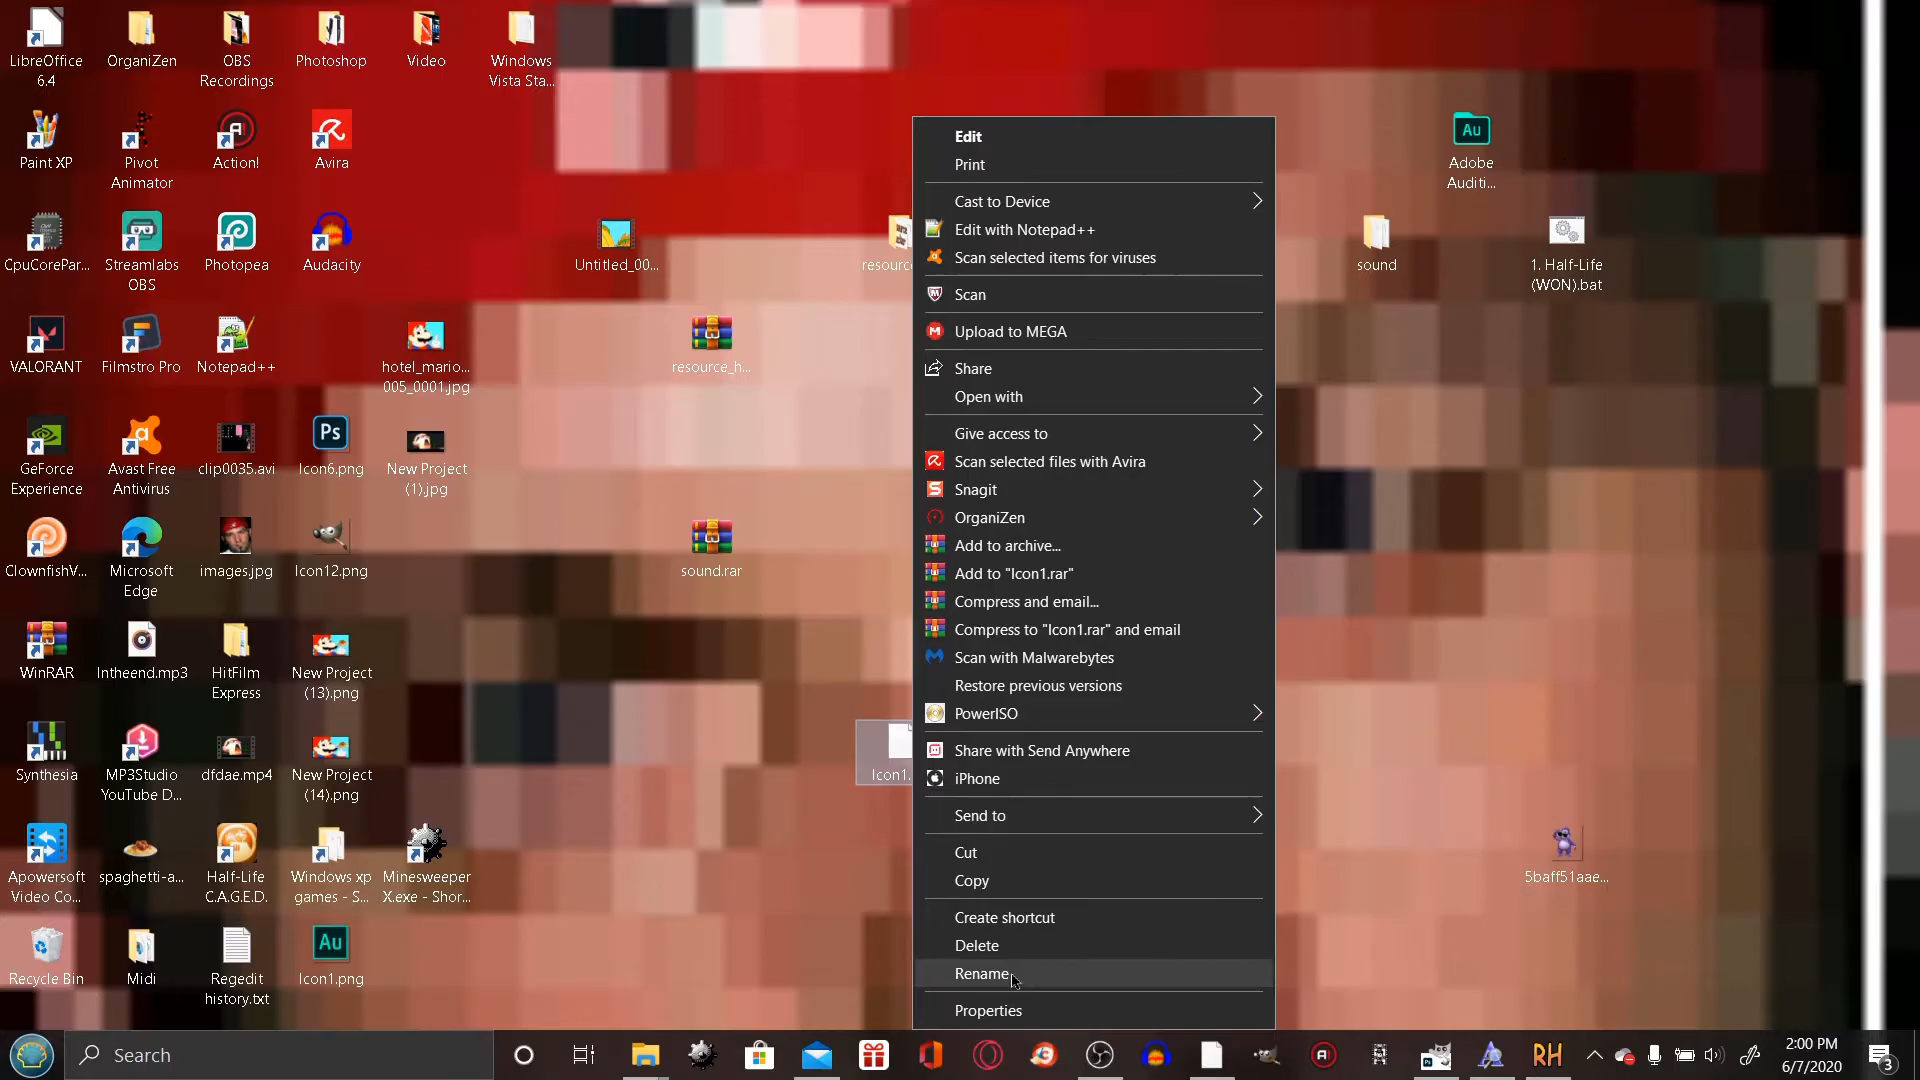 LibreOffice
6.4
OrganiZen
OBS
Recordings
Photoshop
Video
Windows
Vista Sta...
Paint XP
Pivot
Animator
Action!
Avira
Au
Adobe
Auditi...
CpuCorePar...
Streamlabs
OBS
Photopea
Audacity
Untitled_00...
sound
1. Half-Life
(WON).bat
VALORANT
Filmstro Pro
Notepad++
hotel_mario...
005_0001.jpg
resource_h...
GeForce
Experience
Avast Free
Antivirus
clip0035.avi
Ps
Icon6.png
New Project
(1).jpg
ClownfishV...
Microsoft
Edge
images.jpg
Icon12.png
sound.rar
WinRAR
Intheend.mp3
HitFilm
Express
New Project
(13).png
Synthesia
MP3Studio
YouTube D...
dfdae.mp4
New Project
(14).png
Icon1.
Apowersoft
Video Co...
spaghetti-a...
Half-Life
C.A.G.E.D.
Windows xp
games - S...
Minesweeper
X.exe - Shor...
5baff51aae...
Recycle Bin
Midi
Regedit
history.txt
Au
Icon1.png
Edit
Print
Cast to Device
Edit with Notepad++
Scan selected items for viruses
Scan
Upload to MEGA
Share
Open with
Give access to
Scan selected files with Avira
Snagit
OrganiZen
Add to archive...
Add to "Icon1.rar"
Compress and email...
Compress to "Icon1.rar" and email
Scan with Malwarebytes
Restore previous versions
PowerISO
Share with Send Anywhere
iPhone
Send to
Cut
Copy
Create shortcut
Delete
Rename
Properties
Search
RH
2:00 PM
6/7/2020
3